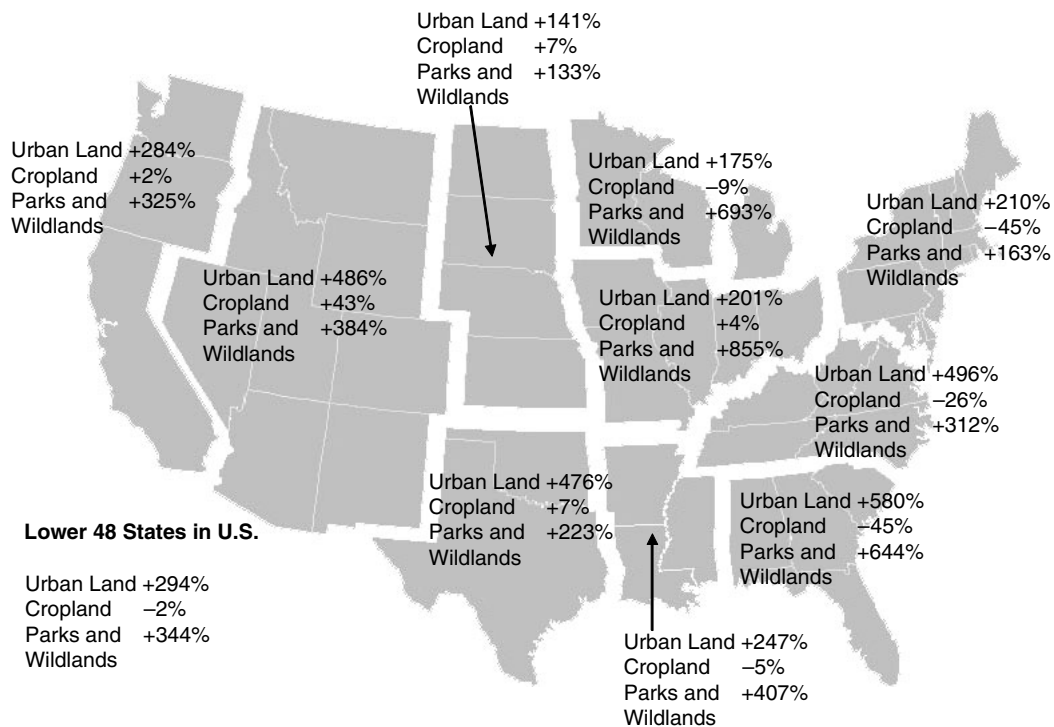 Urban Land +141%
Cropland +7%
Parks and +133%
Wildlands
Urban Land +284%
Cropland +2%
Parks and +325%
Wildlands
Urban Land +175%
Cropland –9%
Parks and +693%
Wildlands
Urban Land +210%
Cropland –45%
Parks and +163%
Wildlands
Urban Land +486%
Cropland +43%
Parks and +384%
Wildlands
Urban Land +201%
Cropland +4%
Parks and +855%
Wildlands
Urban Land +496%
Cropland –26%
Parks and +312%
Wildlands
Urban Land +476%
Cropland +7%
Parks and +223%
Wildlands
Urban Land +580%
Cropland –45%
Parks and +644%
Wildlands
Lower 48 States in U.S.
Urban Land +294%
Cropland –2%
Parks and +344%
Wildlands
Urban Land +247%
Cropland –5%
Parks and +407%
Wildlands